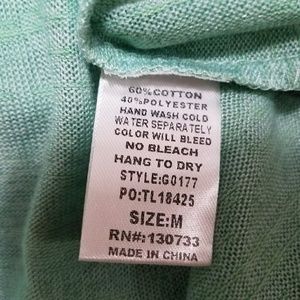 60%COTTON
40%POLYESTER
HAND WASH COLD
WATER SEPARATELY
COLOR WILL BLEED
NO BLEACH
HANG TO DRY
STYLE:G0177
PO:TL18425
SIZE:M
RN#:130733
MADE IN CHINA